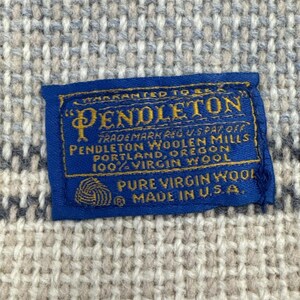 WARRANTED TO BE A
"PENDLETON"
TRADEMARK REG. U.S. PAT. OFF.
PENDLETON WOOLEN MILLS
PORTLAND, OREGON
100% VIRGIN WOOL
PURE VIRGIN WOOL
MADE IN U.S.A.